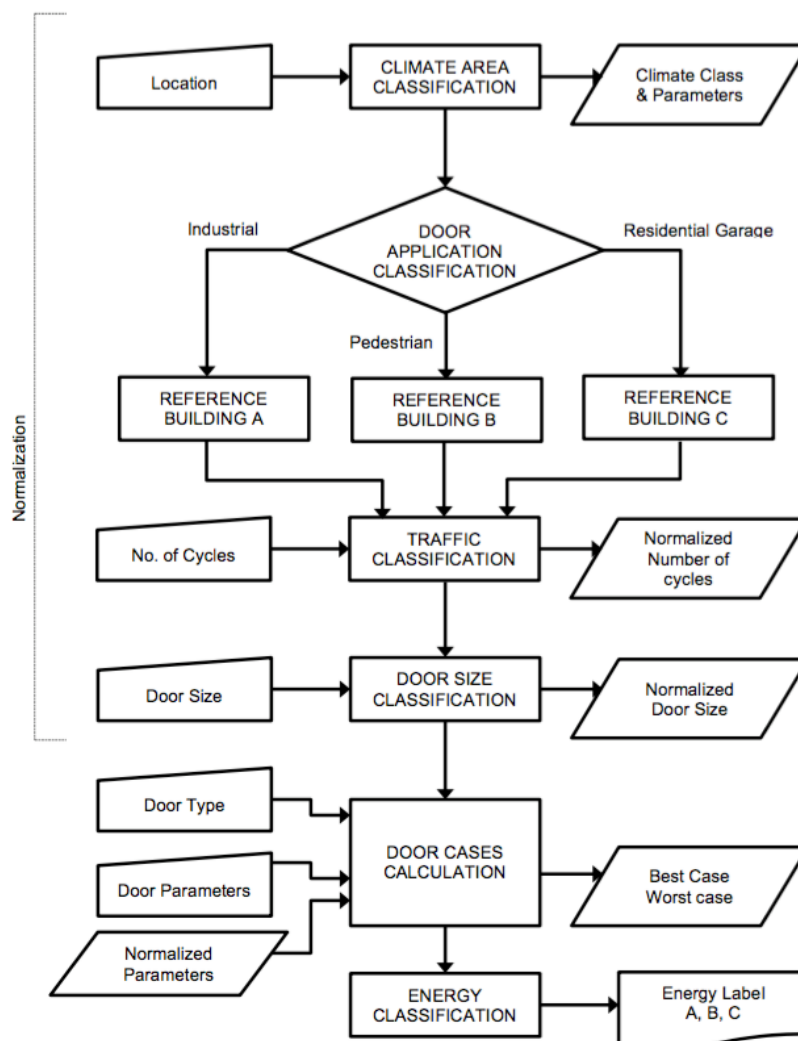 Location
CLIMATE AREA
CLASSIFICATION
Climate Class
& Parameters
Industrial
DOOR
APPLICATION
CLASSIFICATION
Residential Garage
Pedestrian
REFERENCE
BUILDING A
REFERENCE
BUILDING B
REFERENCE
BUILDING C
Normalization
No. of Cycles
TRAFFIC
CLASSIFICATION
Normalized
Number of
cycles
Door Size
DOOR SIZE
CLASSIFICATION
Normalized
Door Size
Door Type
Door Parameters
Normalized
Parameters
DOOR CASES
CALCULATION
Best Case
Worst case
ENERGY
CLASSIFICATION
Energy Label
A, B, C